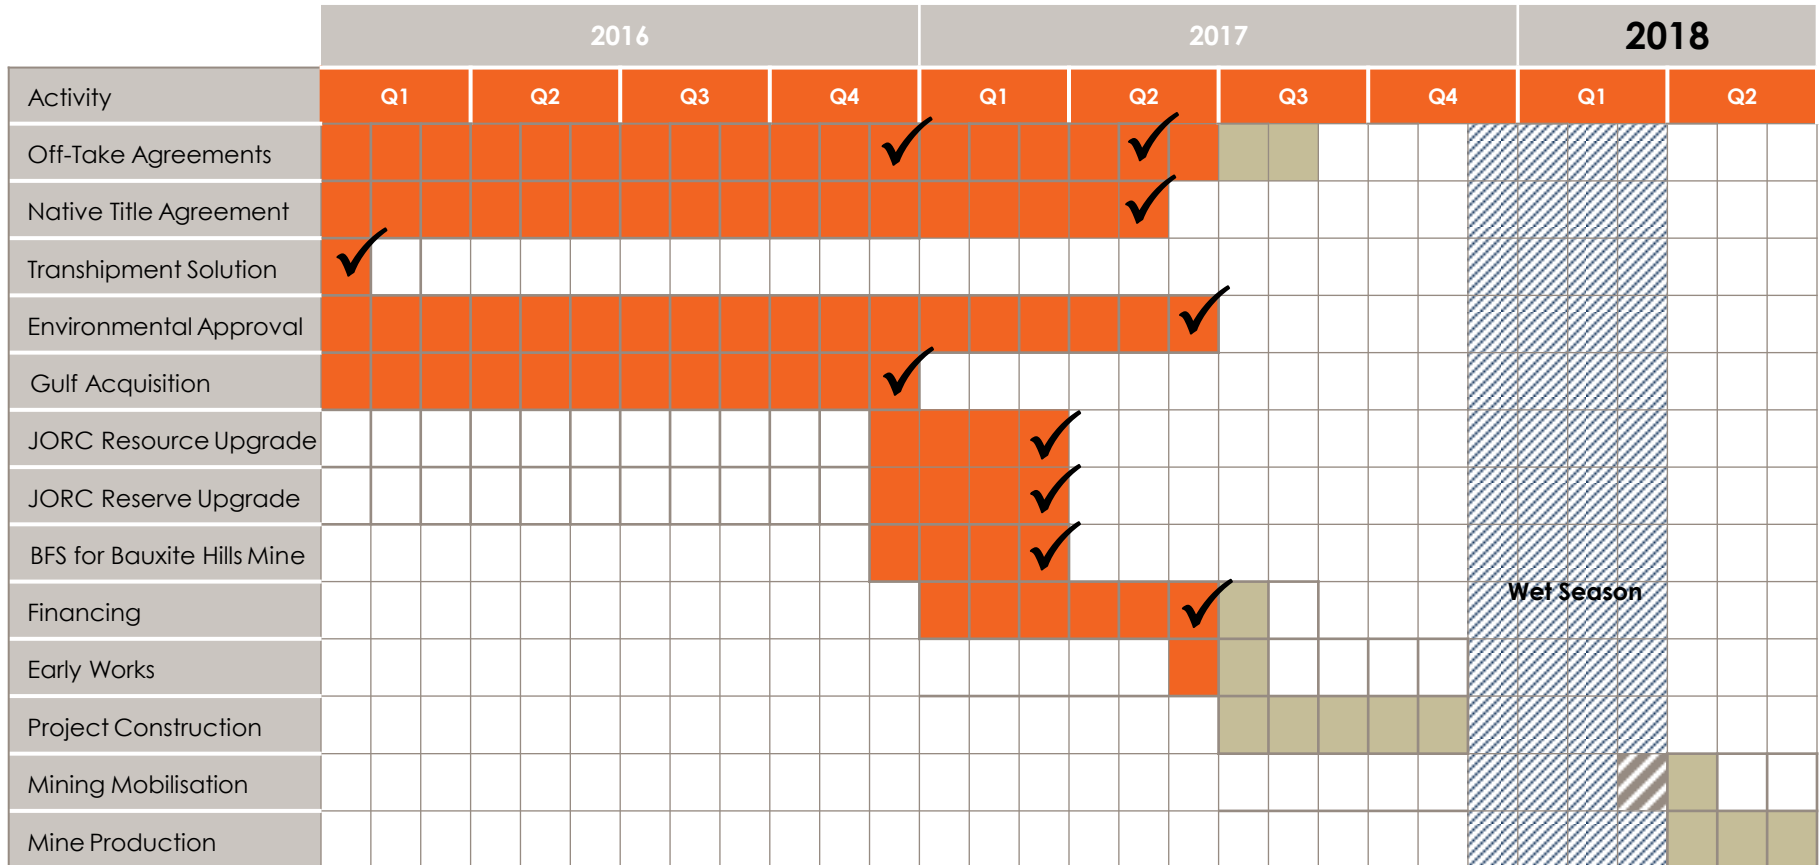 2016 2017 2018
Activity Q1 Q2 Q3 Q4 Q1 Q2 Q3 Q4 Q1 Q2
Off-Take Agreements
Native Title Agreement
Transhipment Solution
Environmental Approval
Gulf Acquisition
JORC Resource Upgrade
JORC Reserve Upgrade
BFS for Bauxite Hills Mine
Wet Season
Financing
Early Works
Project Construction
Mining Mobilisation
Mine Production